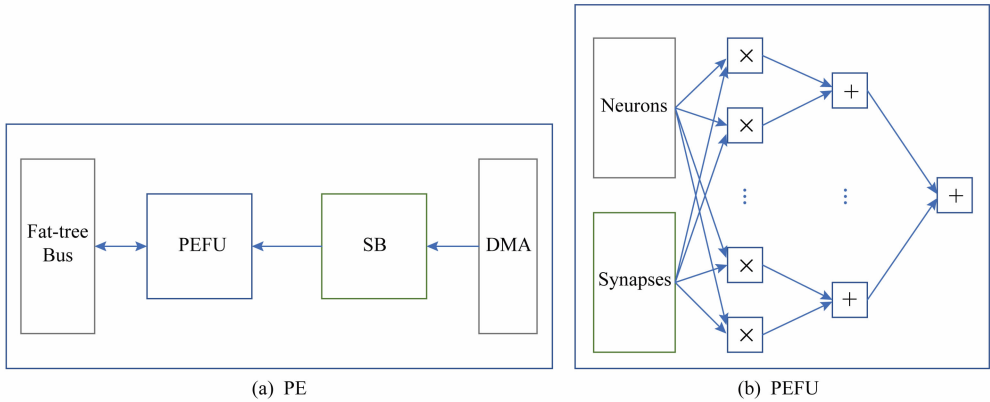 Fat-tree
Bus
PEFU
SB
DMA
(a) PE
Neurons
Synapses
×
×
⋮
×
×
+
⋮
+
+
(b) PEFU